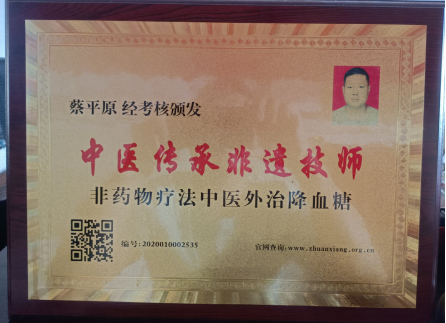 蔡平原 经考核颁发
中医传承非遗技师
非药物疗法中医外治降血糖
编号:2020010002535
官网查询:www.zhuanxiang.org.cn